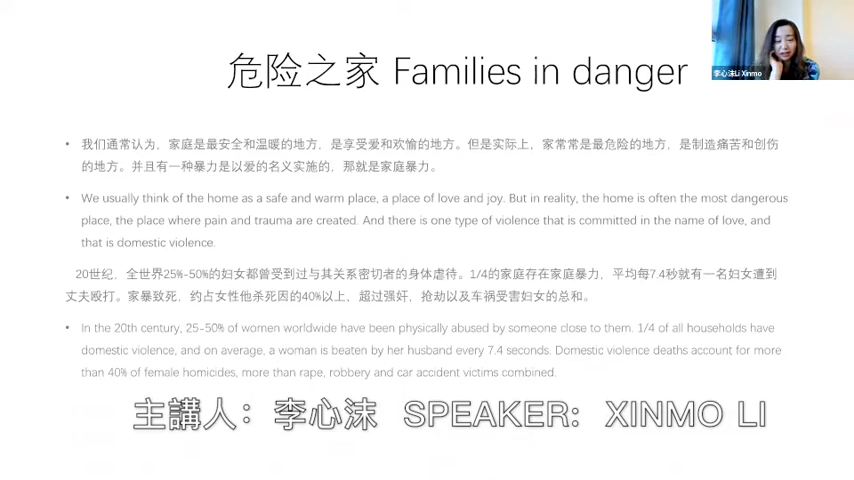 危险之家 Families in danger
李心沫Li Xinmo
• 我们通常认为，家庭是最安全和温暖的地方，是享受爱和欢愉的地方。但是实际上，家常常是最危险的地方，是制造痛苦和创伤
的地方。并且有一种暴力是以爱的名义实施的，那就是家庭暴力。
• We usually think of the home as a safe and warm place, a place of love and joy. But in reality, the home is often the most dangerous
place, the place where pain and trauma are created. And there is one type of violence that is committed in the name of love, and
that is domestic violence.
20世纪，全世界25%-50%的妇女都曾受到过与其关系密切者的身体虐待。1/4的家庭存在家庭暴力，平均每7.4秒就有一名妇女遭到
丈夫殴打。家暴致死，约占女性他杀死因的40%以上，超过强奸，抢劫以及车祸受害妇女的总和。
• In the 20th century, 25-50% of women worldwide have been physically abused by someone close to them. 1/4 of all households have
domestic violence, and on average, a woman is beaten by her husband every 7.4 seconds. Domestic violence deaths account for more
than 40% of female homicides, more than rape, robbery and car accident victims combined.
主講人：李心沫 SPEAKER: XINMO LI